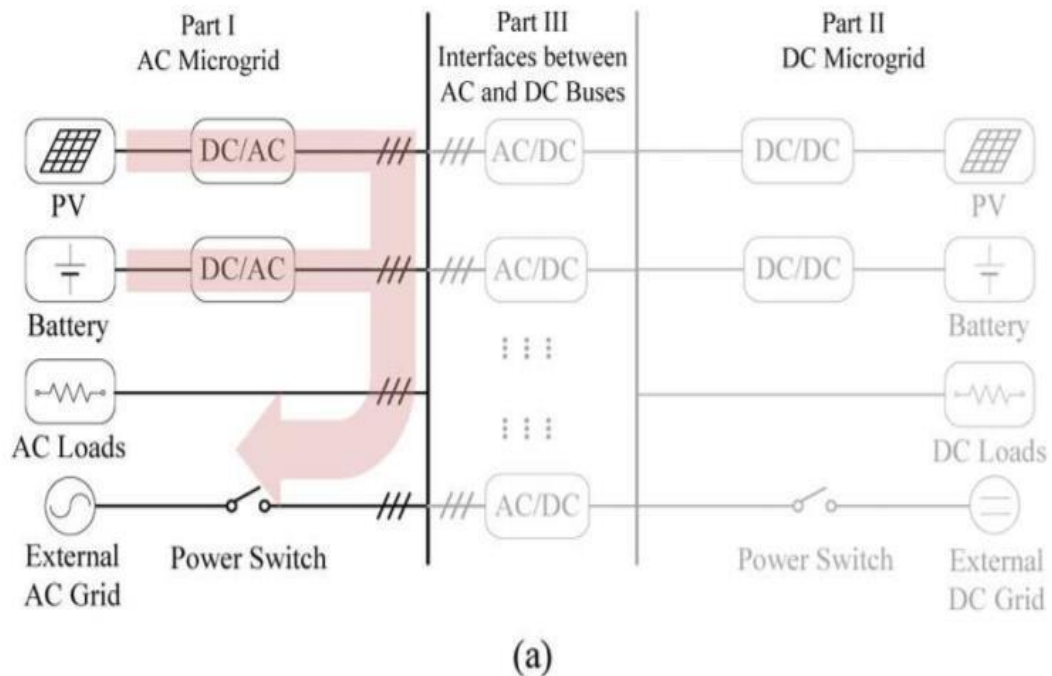 Part I
AC Microgrid
Part III
Interfaces between
AC and DC Buses
Part II
DC Microgrid
DC/AC
AC/DC
DC/DC
PV
PV
DC/AC
AC/DC
DC/DC
Battery
Battery
AC Loads
DC Loads
AC/DC
External
AC Grid
Power Switch
Power Switch
External
DC Grid
(a)